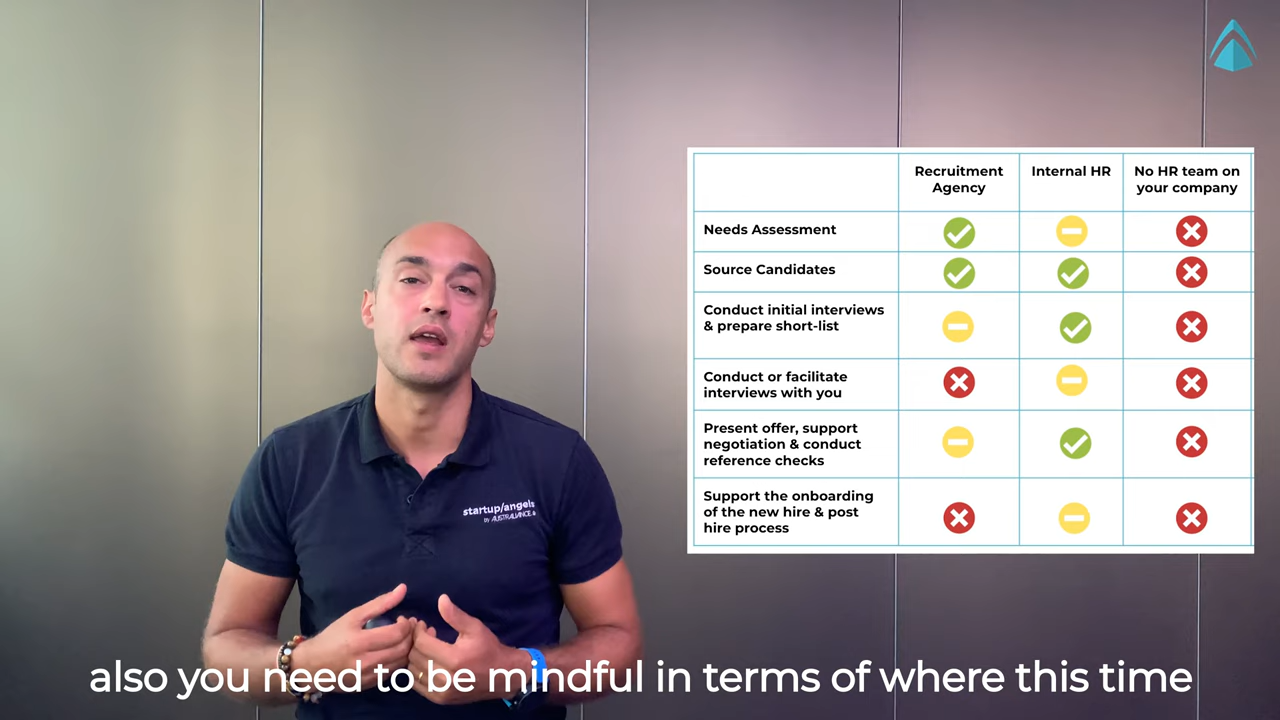 Recruitment
Agency
Internal HR
No HR team on
your company
Needs Assessment
Source Candidates
Conduct initial interviews
& prepare short-list
Conduct or facilitate
interviews with you
Present offer, support
negotiation & conduct
reference checks
Support the onboarding
of the new hire & post
hire process
startup/angels
by AUSTRALIANCE
also you need to be mindful in terms of where this time